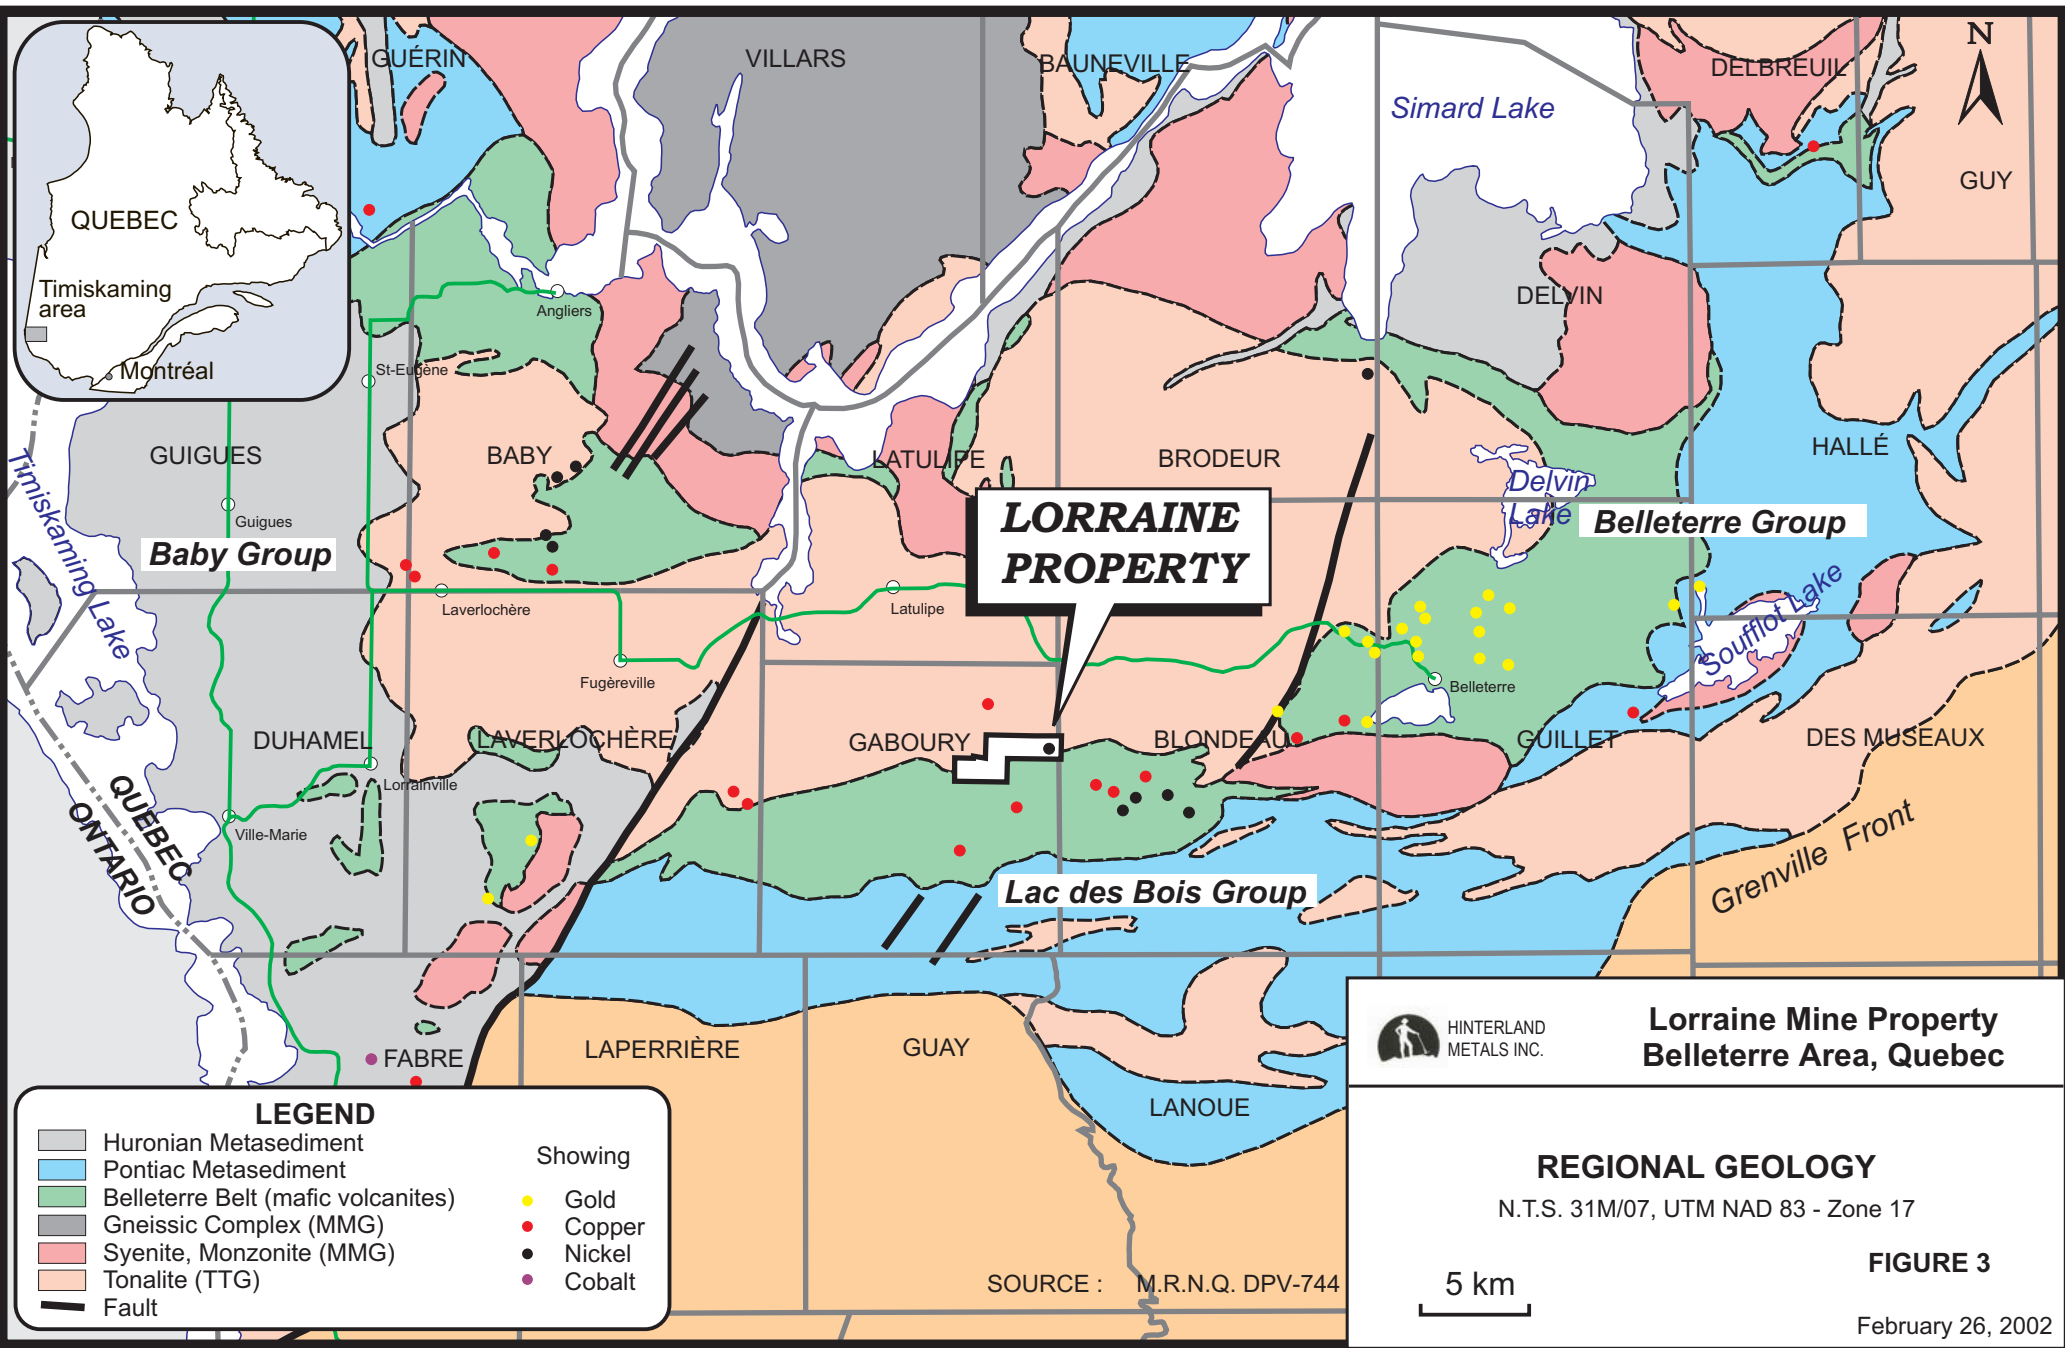 GUÉRIN
VILLARS
BAUNEVILLE
DELBREUIL
N
Simard Lake
GUY
QUEBEC
Timiskaming
area
Montréal
Angliers
St-Eugène
DELVIN
GUIGUES
BABY
LATULIPE
BRODEUR
HALLÉ
Timiskaming Lake
Guigues
Baby Group
LORRAINE
PROPERTY
Delvin
Lake
Belleterre Group
Laverlochère
Latulipe
Soufflot Lake
Fugèreville
Belleterre
DUHAMEL
LAVERLOCHÈRE
GABOURY
BLONDEAU
GUILLET
DES MUSEAUX
Lorrainville
QUEBEC
ONTARIO
Ville-Marie
Grenville Front
Lac des Bois Group
FABRE
LAPERRIÈRE
GUAY
LANOUE
HINTERLAND
METALS INC.
Lorraine Mine Property
Belleterre Area, Quebec
LEGEND
Huronian Metasediment
Pontiac Metasediment
Belleterre Belt (mafic volcanites)
Gneissic Complex (MMG)
Syenite, Monzonite (MMG)
Tonalite (TTG)
Fault
Showing
Gold
Copper
Nickel
Cobalt
REGIONAL GEOLOGY
N.T.S. 31M/07, UTM NAD 83 - Zone 17
SOURCE : M.R.N.Q. DPV-744
5 km
FIGURE 3
February 26, 2002